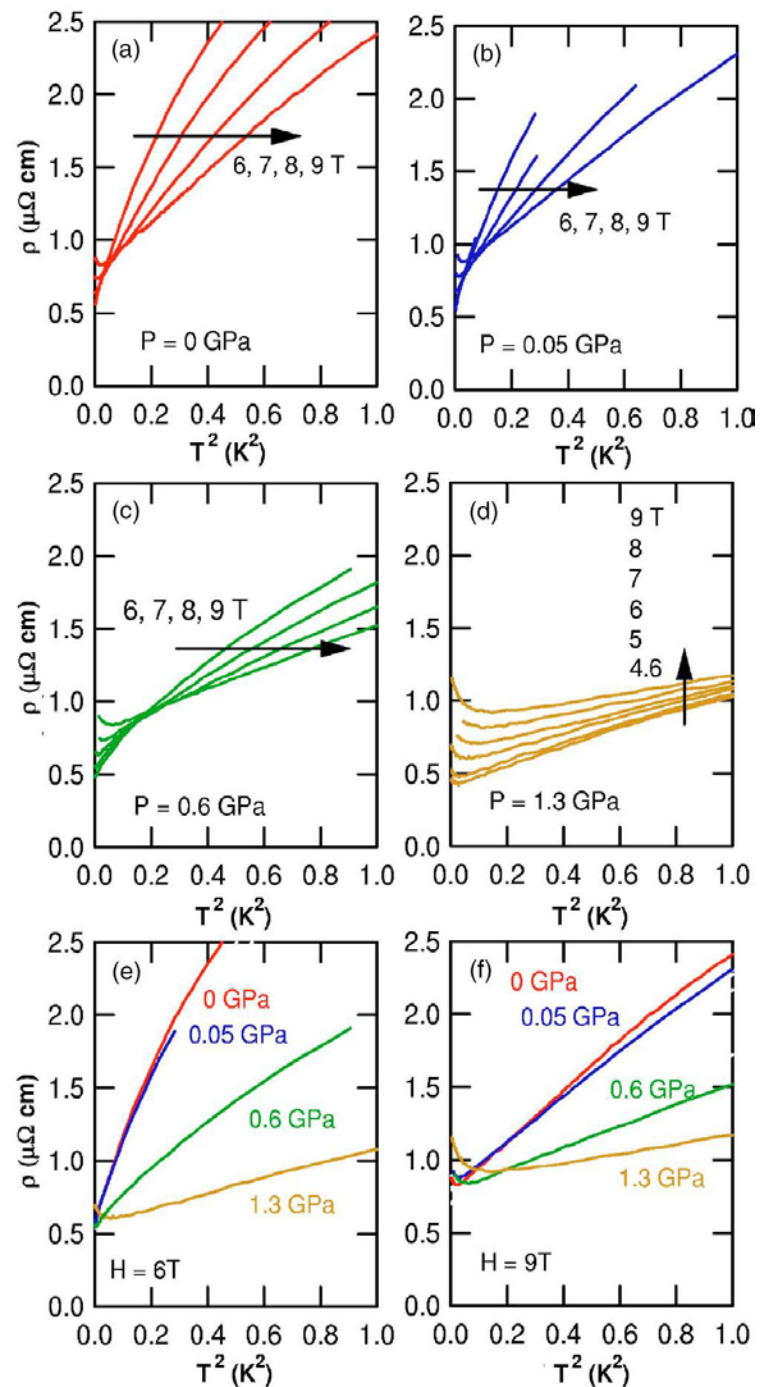 2.5
2.0
1.5
1.0
0.5
0.0
ρ (μΩ cm)
(a)
6, 7, 8, 9 T
P = 0 GPa
0.0 0.2 0.4 0.6 0.8 1.0
T² (K²)
2.5
2.0
1.5
1.0
0.5
0.0
(b)
6, 7, 8, 9 T
P = 0.05 GPa
0.0 0.2 0.4 0.6 0.8 1.0
T² (K²)
2.5
2.0
1.5
1.0
0.5
0.0
ρ (μΩ cm)
(c)
6, 7, 8, 9 T
P = 0.6 GPa
0.0 0.2 0.4 0.6 0.8 1.0
T² (K²)
2.5
2.0
1.5
1.0
0.5
0.0
(d)
9 T
8
7
6
5
4.6
P = 1.3 GPa
0.0 0.2 0.4 0.6 0.8 1.0
T² (K²)
2.5
2.0
1.5
1.0
0.5
0.0
ρ (μΩ cm)
(e)
0 GPa
0.05 GPa
0.6 GPa
1.3 GPa
H = 6T
0.0 0.2 0.4 0.6 0.8 1.0
T² (K²)
2.5
2.0
1.5
1.0
0.5
0.0
(f)
0 GPa
0.05 GPa
0.6 GPa
1.3 GPa
H = 9T
0.0 0.2 0.4 0.6 0.8 1.0
T² (K²)